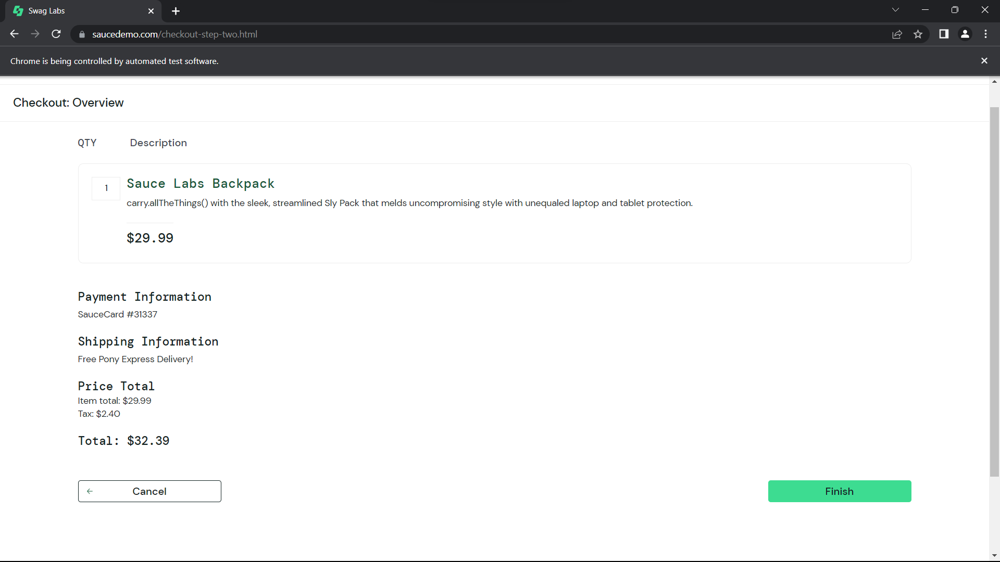 Swag Labs
saucedemo.com/checkout-step-two.html
Chrome is being controlled by automated test software.
Checkout: Overview
QTY Description
1 Sauce Labs Backpack
carry.allTheThings() with the sleek, streamlined Sly Pack that melds uncompromising style with unequaled laptop and tablet protection.
$29.99
Payment Information
SauceCard #31337
Shipping Information
Free Pony Express Delivery!
Price Total
Item total: $29.99
Tax: $2.40
Total: $32.39
Cancel Finish